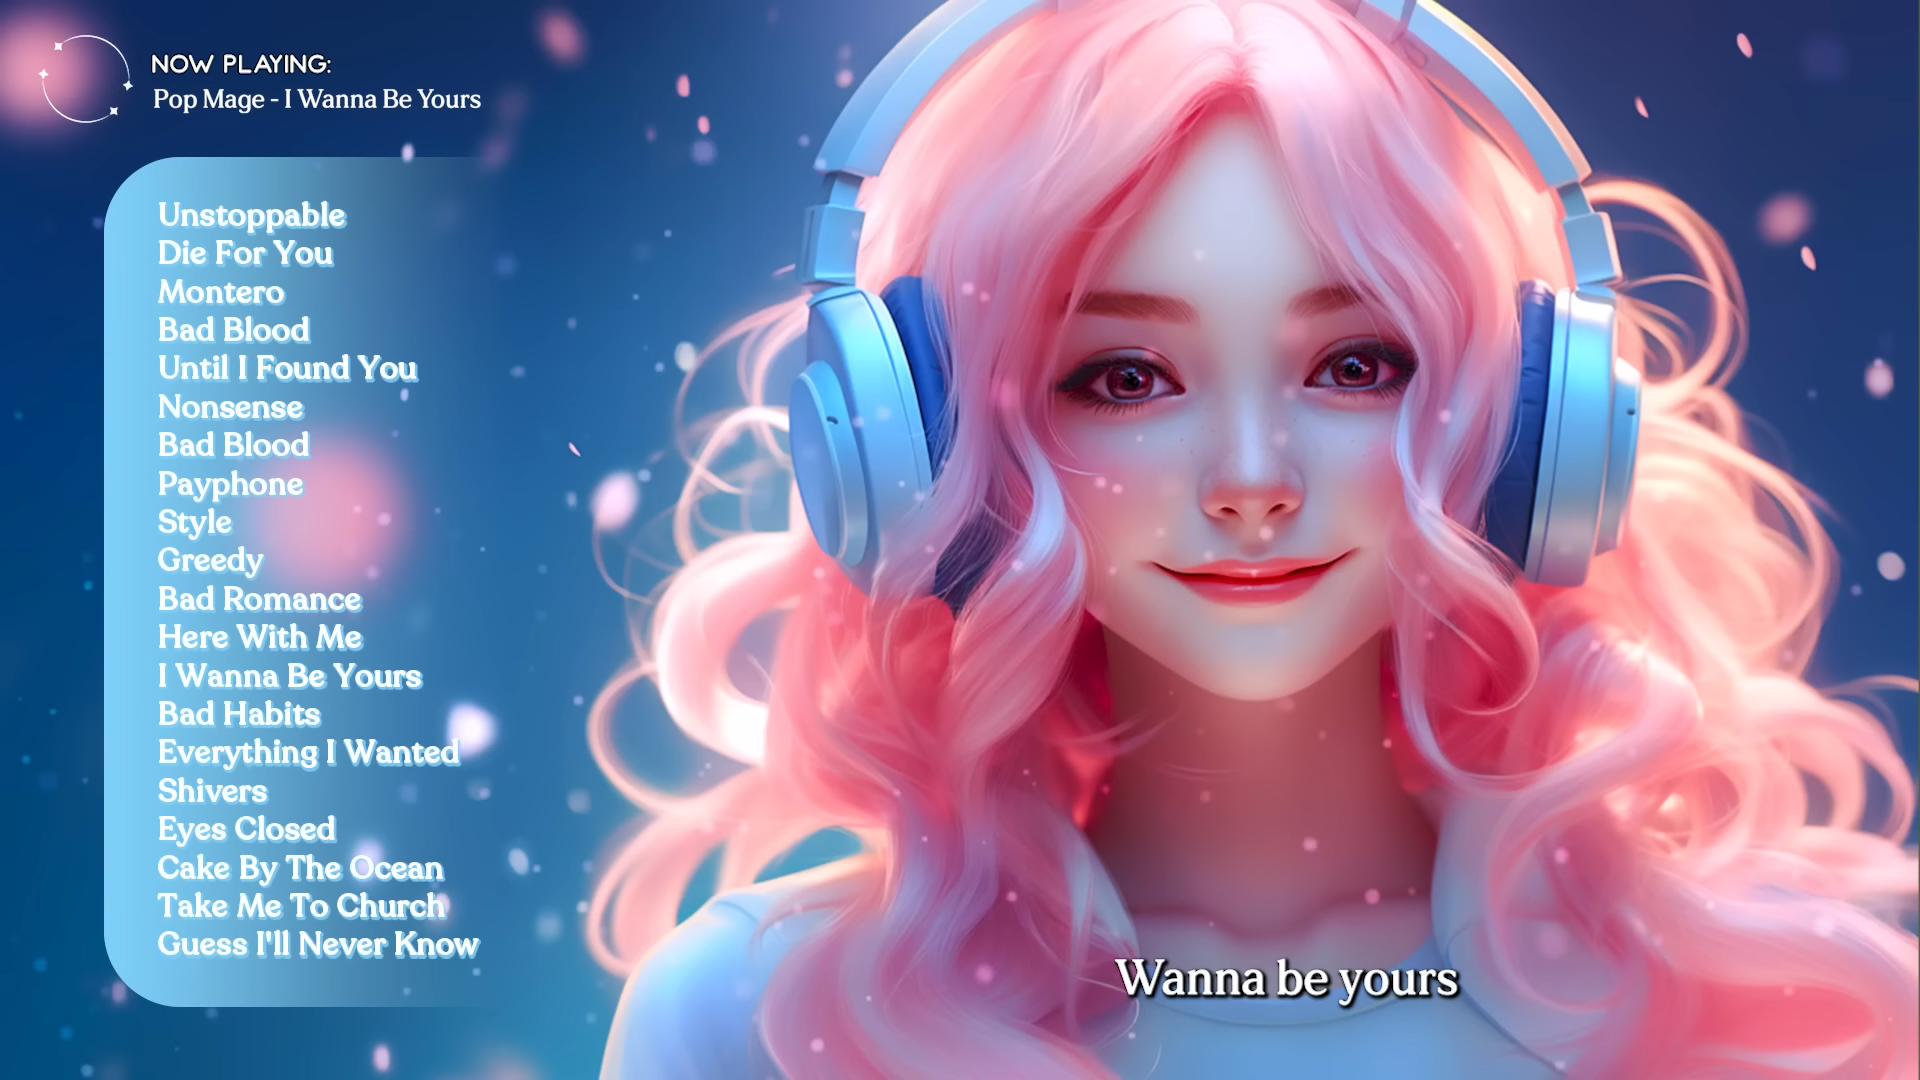 NOW PLAYING:
Pop Mage - I Wanna Be Yours
Unstoppable
Die For You
Montero
Bad Blood
Until I Found You
Nonsense
Bad Blood
Payphone
Style
Greedy
Bad Romance
Here With Me
I Wanna Be Yours
Bad Habits
Everything I Wanted
Shivers
Eyes Closed
Cake By The Ocean
Take Me To Church
Guess I'll Never Know
Wanna be yours